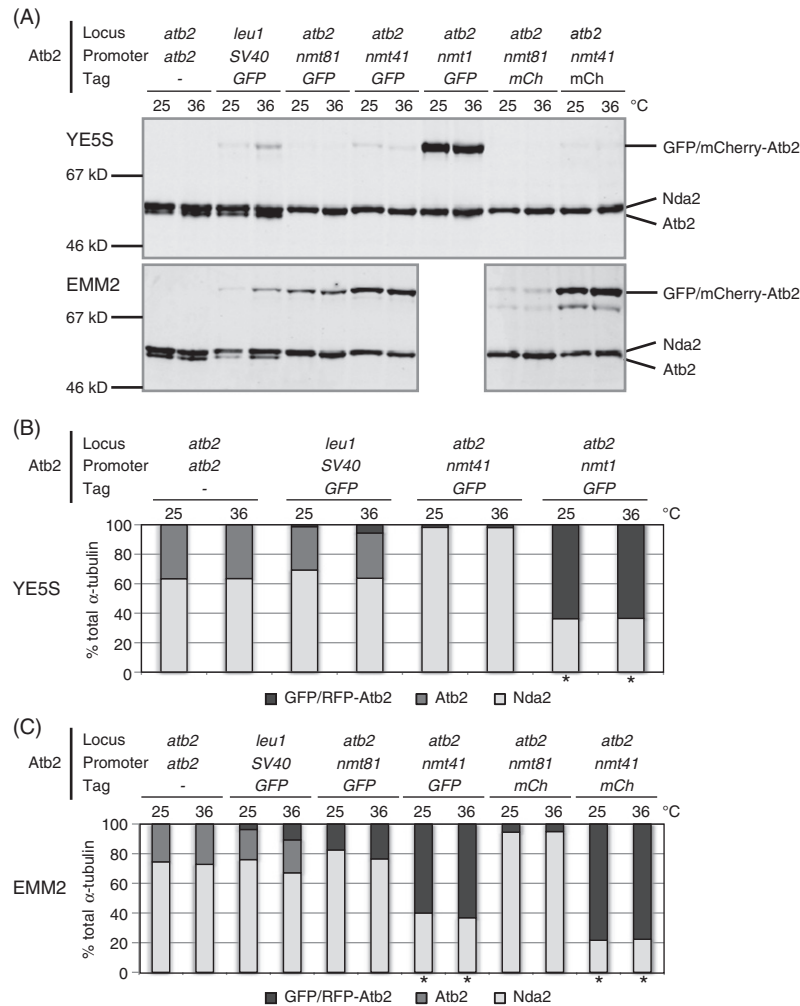 (A)
Locus atb2 leu1 atb2 atb2 atb2 atb2 atb2
Atb2 Promoter atb2 SV40 nmt81 nmt41 nmt1 nmt81 nmt41
Tag - GFP GFP GFP GFP mCh mCh
25 36 25 36 25 36 25 36 25 36 25 36 25 36 °C
YE5S
GFP/mCherry-Atb2
67 kD
Nda2
Atb2
46 kD
EMM2
GFP/mCherry-Atb2
67 kD
Nda2
Atb2
46 kD
(B)
Locus atb2 leu1 atb2 atb2
Atb2 Promoter atb2 SV40 nmt41 nmt1
Tag - GFP GFP GFP
25 36 25 36 25 36 25 36 °C
YE5S
% total α-tubulin
100
80
60
40
20
0
* *
GFP/RFP-Atb2 Atb2 Nda2
(C)
Locus atb2 leu1 atb2 atb2 atb2 atb2
Atb2 Promoter atb2 SV40 nmt81 nmt41 nmt81 nmt41
Tag - GFP GFP GFP mCh mCh
25 36 25 36 25 36 25 36 25 36 25 36 °C
EMM2
% total α-tubulin
100
80
60
40
20
0
* * * *
GFP/RFP-Atb2 Atb2 Nda2